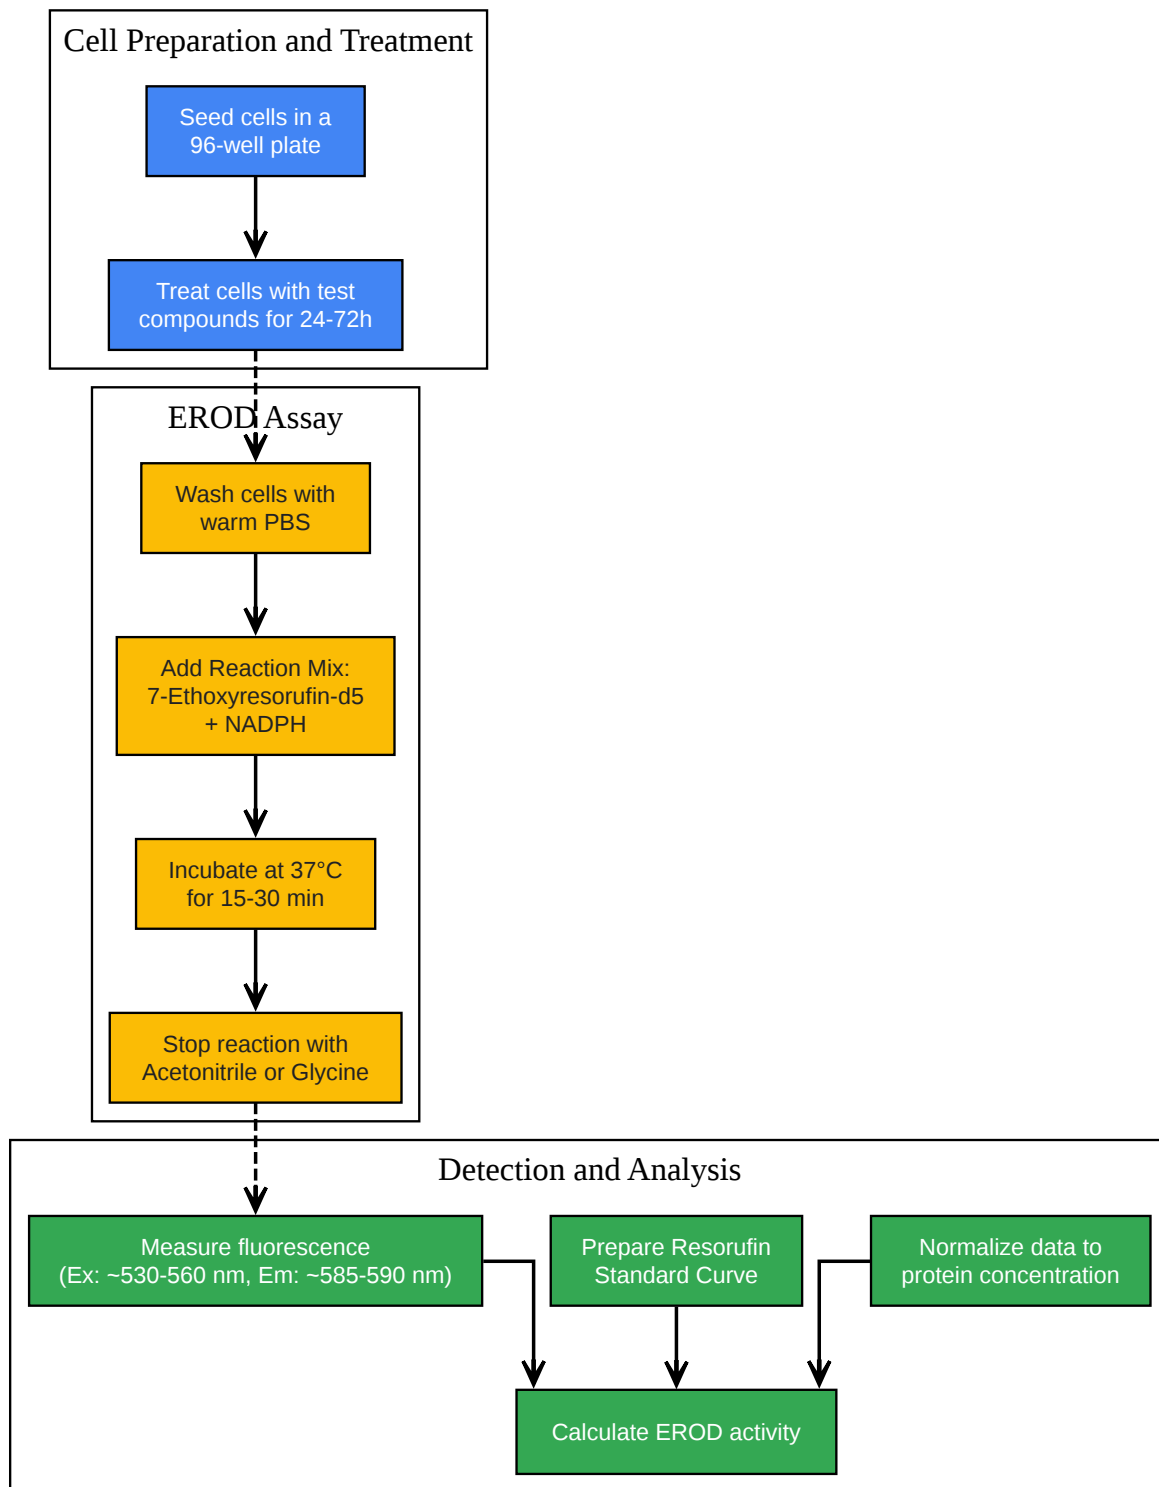 Cell Preparation and Treatment
Seed cells in a
96-well plate
Treat cells with test
compounds for 24-72h
EROD Assay
Wash cells with
warm PBS
Add Reaction Mix:
7-Ethoxyresorufin-d5
+ NADPH
Incubate at 37°C
for 15-30 min
Stop reaction with
Acetonitrile or Glycine
Detection and Analysis
Measure fluorescence
(Ex: ~530-560 nm, Em: ~585-590 nm)
Prepare Resorufin
Standard Curve
Normalize data to
protein concentration
Calculate EROD activity